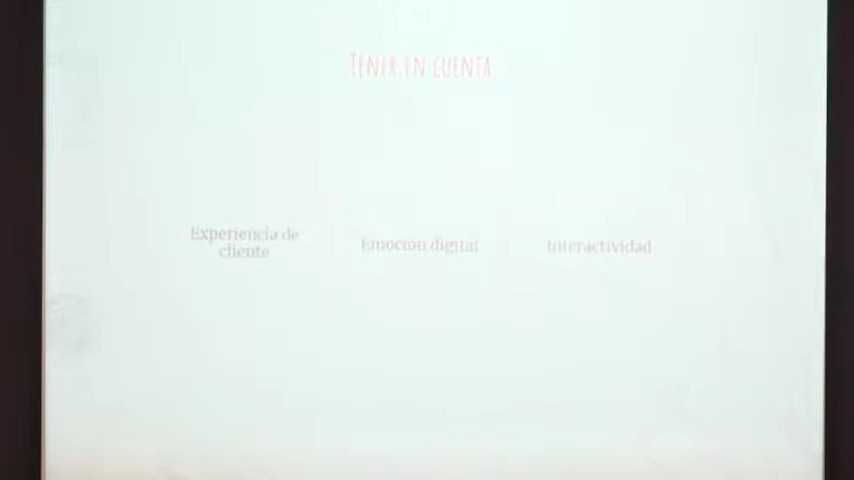 TENER EN CUENTA
Experiencia de
cliente
Emoción digital
Interactividad